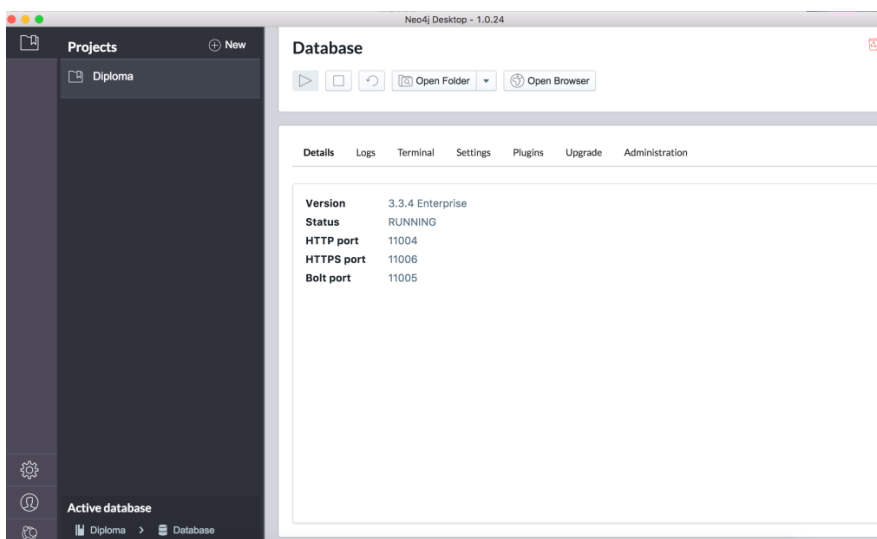 Neo4j Desktop - 1.0.24
Projects
New
Diploma
Active database
Diploma > Database
Database
Open Folder
Open Browser
Details Logs Terminal Settings Plugins Upgrade Administration
Version 3.3.4 Enterprise
Status RUNNING
HTTP port 11004
HTTPS port 11006
Bolt port 11005